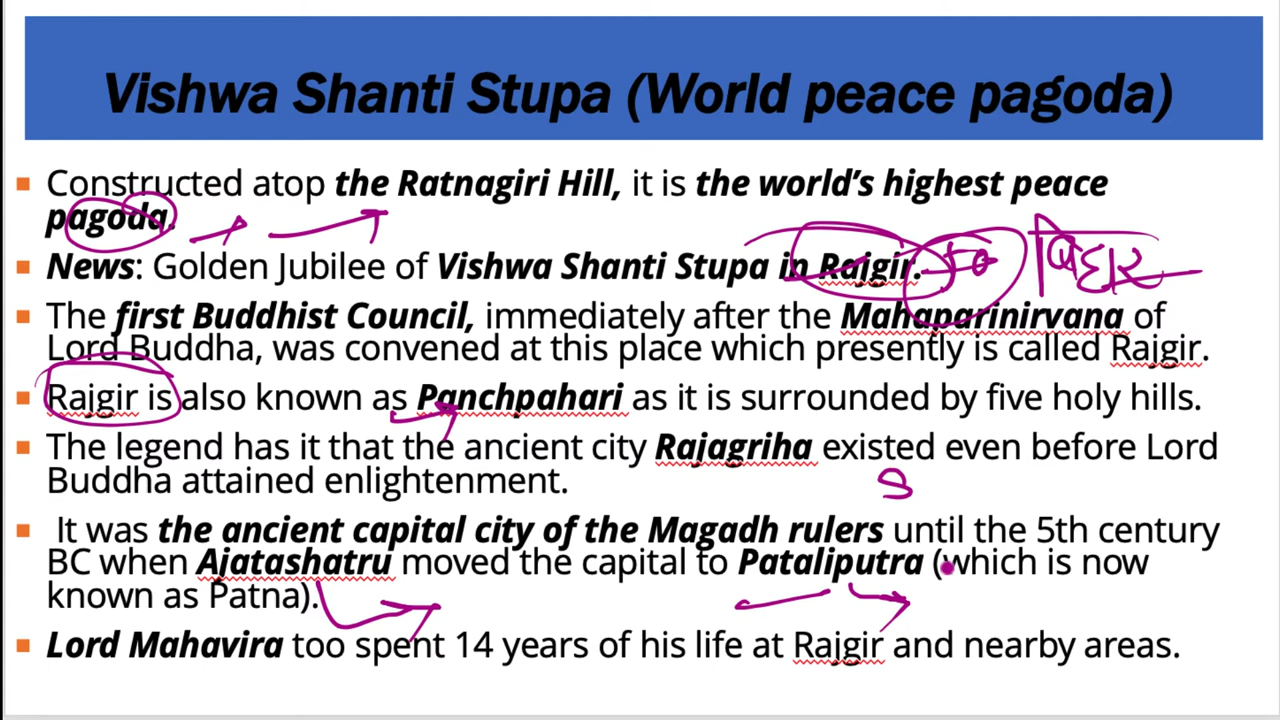 Vishwa Shanti Stupa (World peace pagoda)
Constructed atop the Ratnagiri Hill, it is the world's highest peace
pagoda.
News: Golden Jubilee of Vishwa Shanti Stupa in Rajgir. 50
The first Buddhist Council, immediately after the Mahaparinirvana of
Lord Buddha, was convened at this place which presently is called Rajgir.
Rajgir is also known as Panchpahari as it is surrounded by five holy hills.
The legend has it that the ancient city Rajagriha existed even before Lord
Buddha attained enlightenment.
It was the ancient capital city of the Magadh rulers until the 5th century
BC when Ajatashatru moved the capital to Pataliputra (which is now
known as Patna).
Lord Mahavira too spent 14 years of his life at Rajgir and nearby areas.